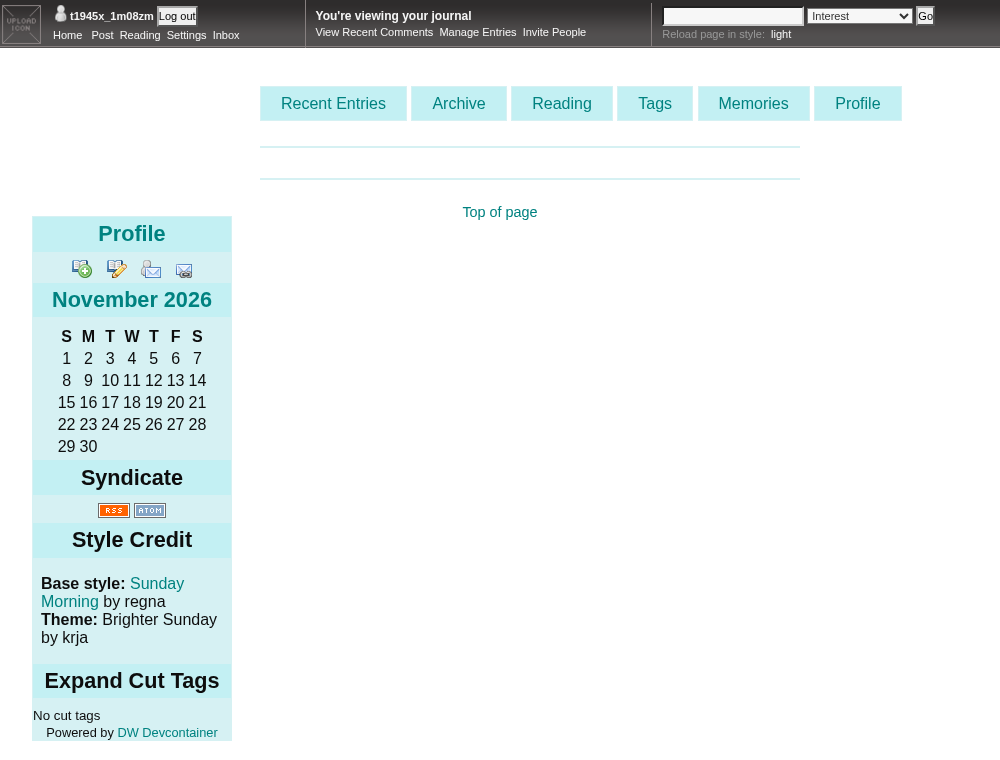 UPLOAD
ICON
t1945x_1m08zm Log out
Home Post Reading Settings Inbox
You're viewing your journal
View Recent Comments Manage Entries Invite People
Interest Go
Reload page in style: light
Recent Entries Archive Reading Tags Memories Profile
Top of page
Profile
November 2026
S M T W T F S
1 2 3 4 5 6 7
8 9 10 11 12 13 14
15 16 17 18 19 20 21
22 23 24 25 26 27 28
29 30
Syndicate
RSS ATOM
Style Credit
Base style: Sunday
Morning by regna
Theme: Brighter Sunday
by krja
Expand Cut Tags
No cut tags
Powered by DW Devcontainer